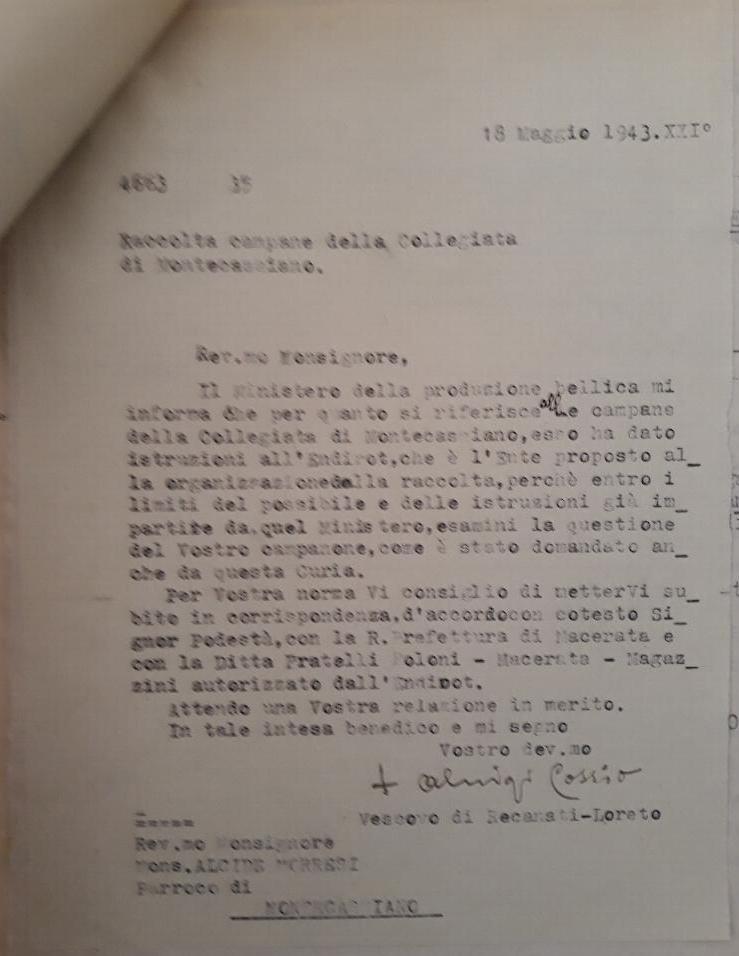 18 Maggio 1943.XXI°
4663 35
Raccolta campane della Collegiata
di Montecassiano.
Rev.mo Monsignore,
Il Ministero della produzione bellica mi
informa che per quanto si riferisce alle campane
della Collegiata di Montecassiano,esso ha dato
istruzioni all'Endirot,che è l'Ente proposto al_
la organizzazionedella raccolta,perchè entro i
limiti del possibile e delle istruzioni già im_
partite da.quel Ministero,esamini la questione
del Vostro campanone,come è stato domandato an_
che da questa Curia.
Per Vostra norma Vi consiglio di metterVi su_
bito in corrispondenza,d'accordocon cotesto Si_
gnor Podestà,con la R.Prefettura di Macerata e
con la Ditta Fratelli Poloni - Macerata - Magaz_
zini autorizzato dall'Endirot.
Attendo una Vostra relazione in merito.
In tale intesa benedico e mi segno
Vostro dev.mo
+ Aluigi Cossio
Vescovo di Recanati-Loreto
Rev.mo Monsignore
Mons.ALCIDE MORRESI
Parroco di
MONTECASSIANO